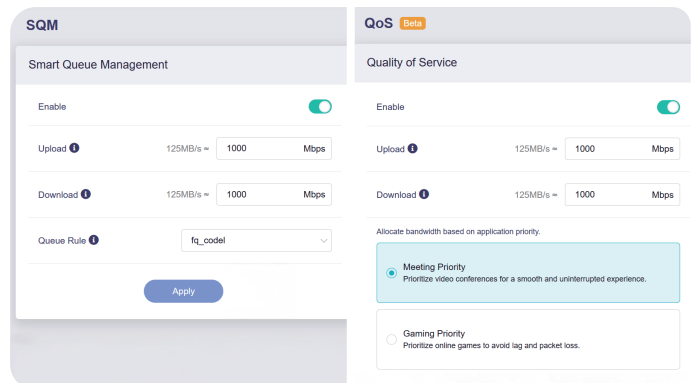 SQM
Smart Queue Management
Enable
Upload 125MB/s ≈ 1000 Mbps
Download 125MB/s ≈ 1000 Mbps
Queue Rule fq_codel
Apply
QoS Beta
Quality of Service
Enable
Upload 125MB/s ≈ 1000 Mbps
Download 125MB/s ≈ 1000 Mbps
Allocate bandwidth based on application priority.
Meeting Priority
Prioritize video conferences for a smooth and uninterrupted experience.
Gaming Priority
Prioritize online games to avoid lag and packet loss.